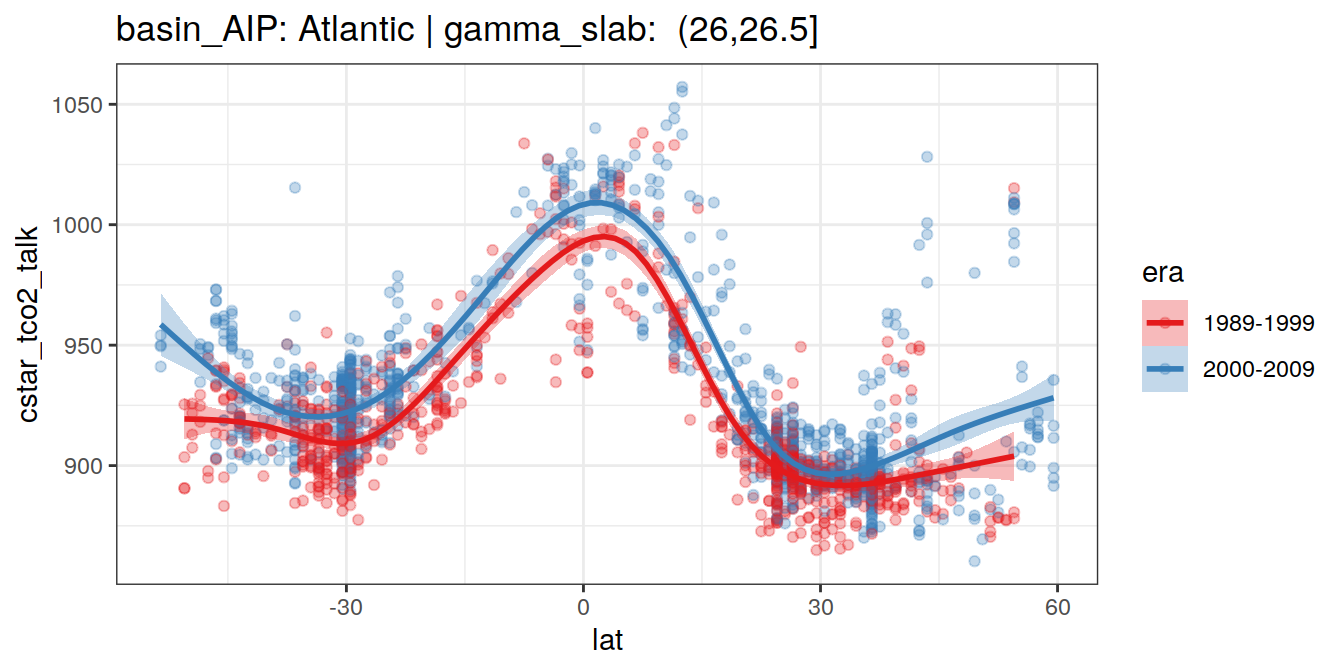 basin_AIP: Atlantic | gamma_slab:  (26,26.5]
1050
1000
950
900
cstar_tco2_talk
-30
0
30
60
lat
era
1989-1999
2000-2009